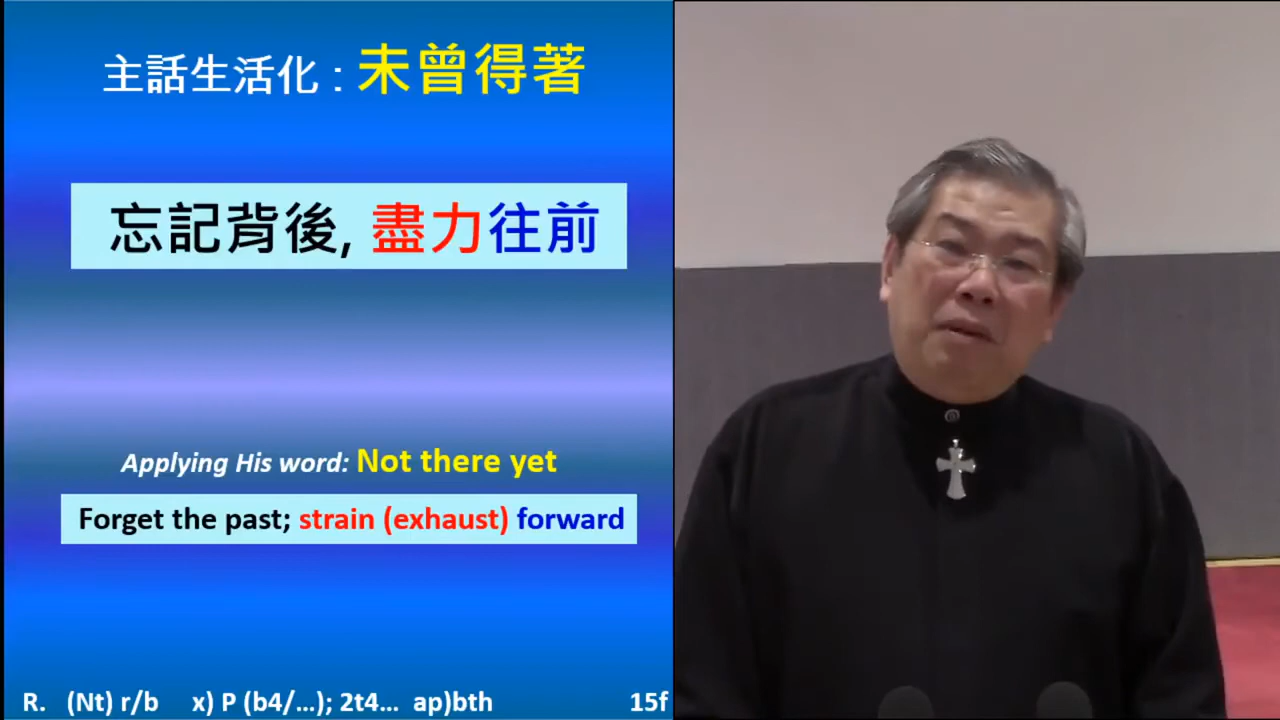 主話生活化 : 未曾得著
忘記背後, 盡力往前
Applying His word: Not there yet
Forget the past; strain (exhaust) forward
R. (Nt) r/b x) P (b4/…); 2t4… ap)bth 15f